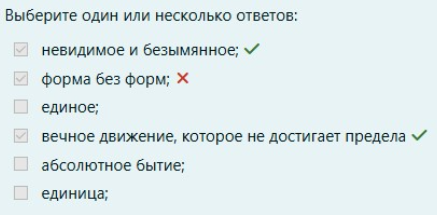 Выберите один или несколько ответов:
невидимое и безымянное;
форма без форм;
единое;
вечное движение, которое не достигает предела
абсолютное бытие;
единица;